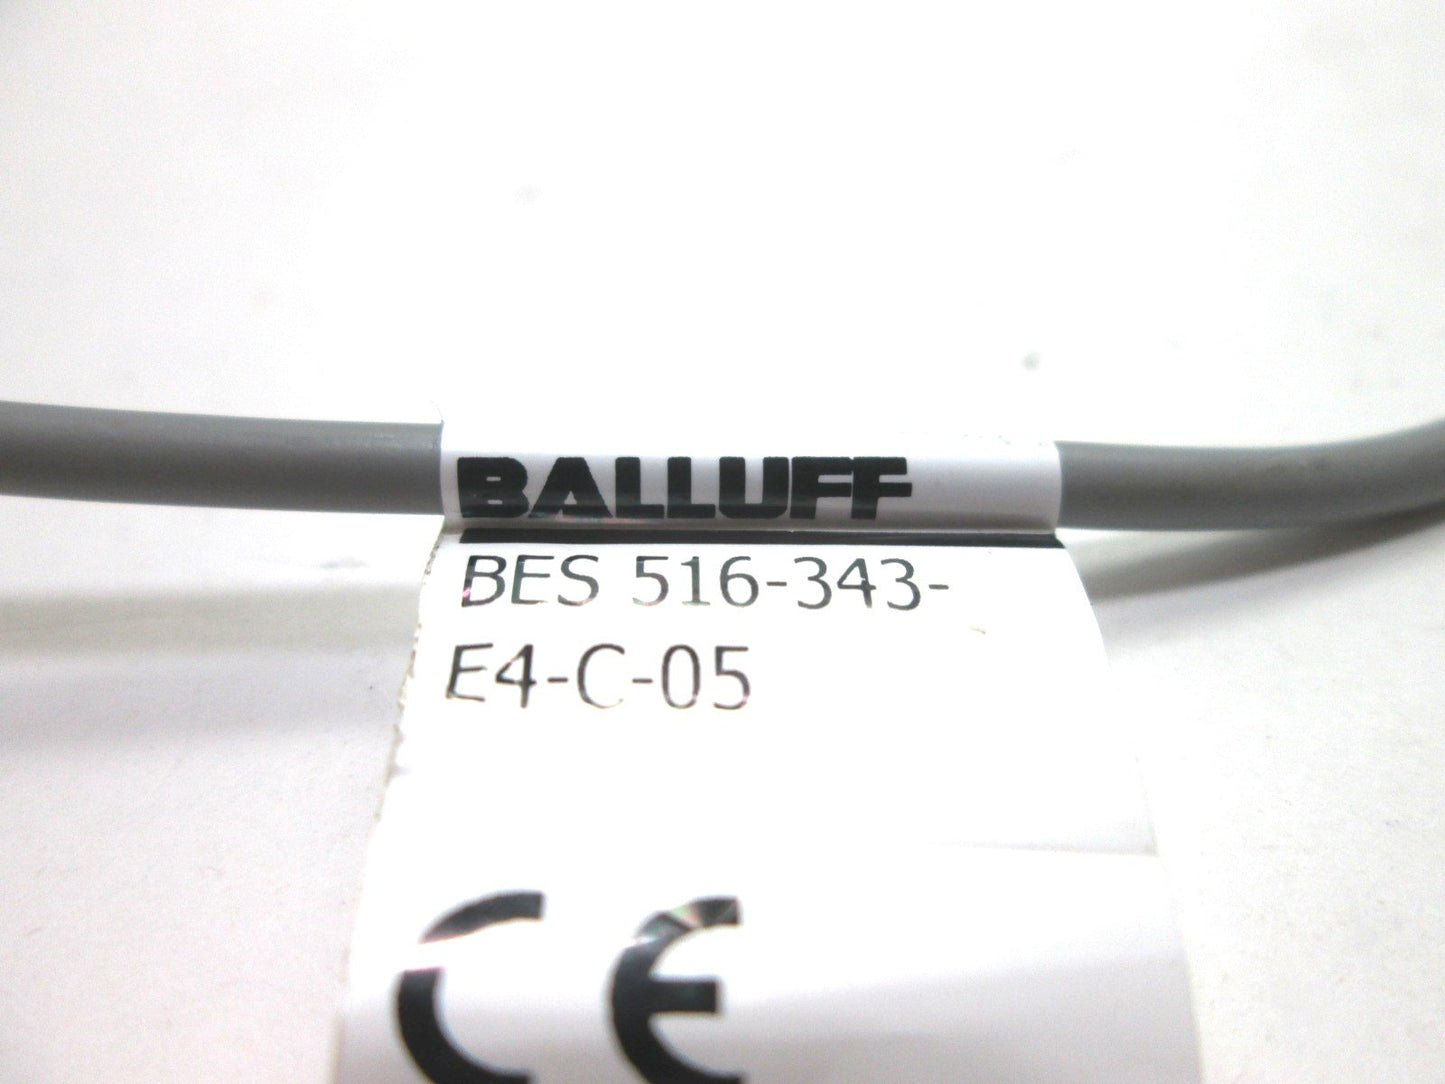 BALLUFF
BES 516-343-
E4-C-05
CE